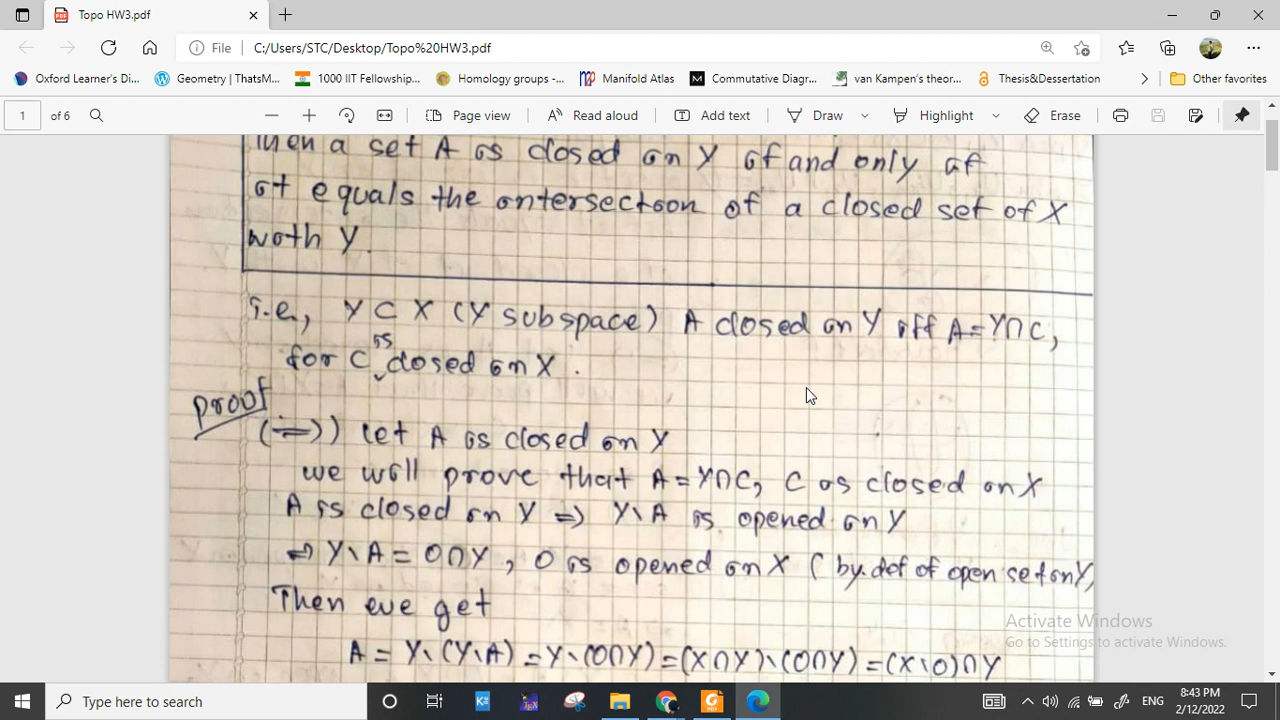 Topo HW3.pdf
File C:/Users/STC/Desktop/Topo%20HW3.pdf
Oxford Learner's Di... Geometry | ThatsM... 1000 IIT Fellowship... Homology groups -... Manifold Atlas Commutative Diagr... van Kampen's theor... Thesis&Dessertation Other favorites
1 of 6 Page view Read aloud Add text Draw Highlight Erase
Then a set A is closed in Y if and only if
it equals the intersection of a closed set of X
with Y.
i.e., Y ⊂ X (Y subspace) A closed in Y iff A = Y∩C,
for C is closed in X.
proof
(⇒) let A is closed in Y
we will prove that A = Y∩C, C is closed in X
A is closed in Y ⇒ Y∖A is opened in Y
⇒ Y∖A = O∩Y, O is opened in X (by def of open set in Y)
Then we get
A = Y∖(Y∖A) = Y∖(O∩Y) = (X∩Y)∖(O∩Y) = (X∖O)∩Y
Activate Windows
Go to Settings to activate Windows.
Type here to search
ENG
8:43 PM
2/12/2022